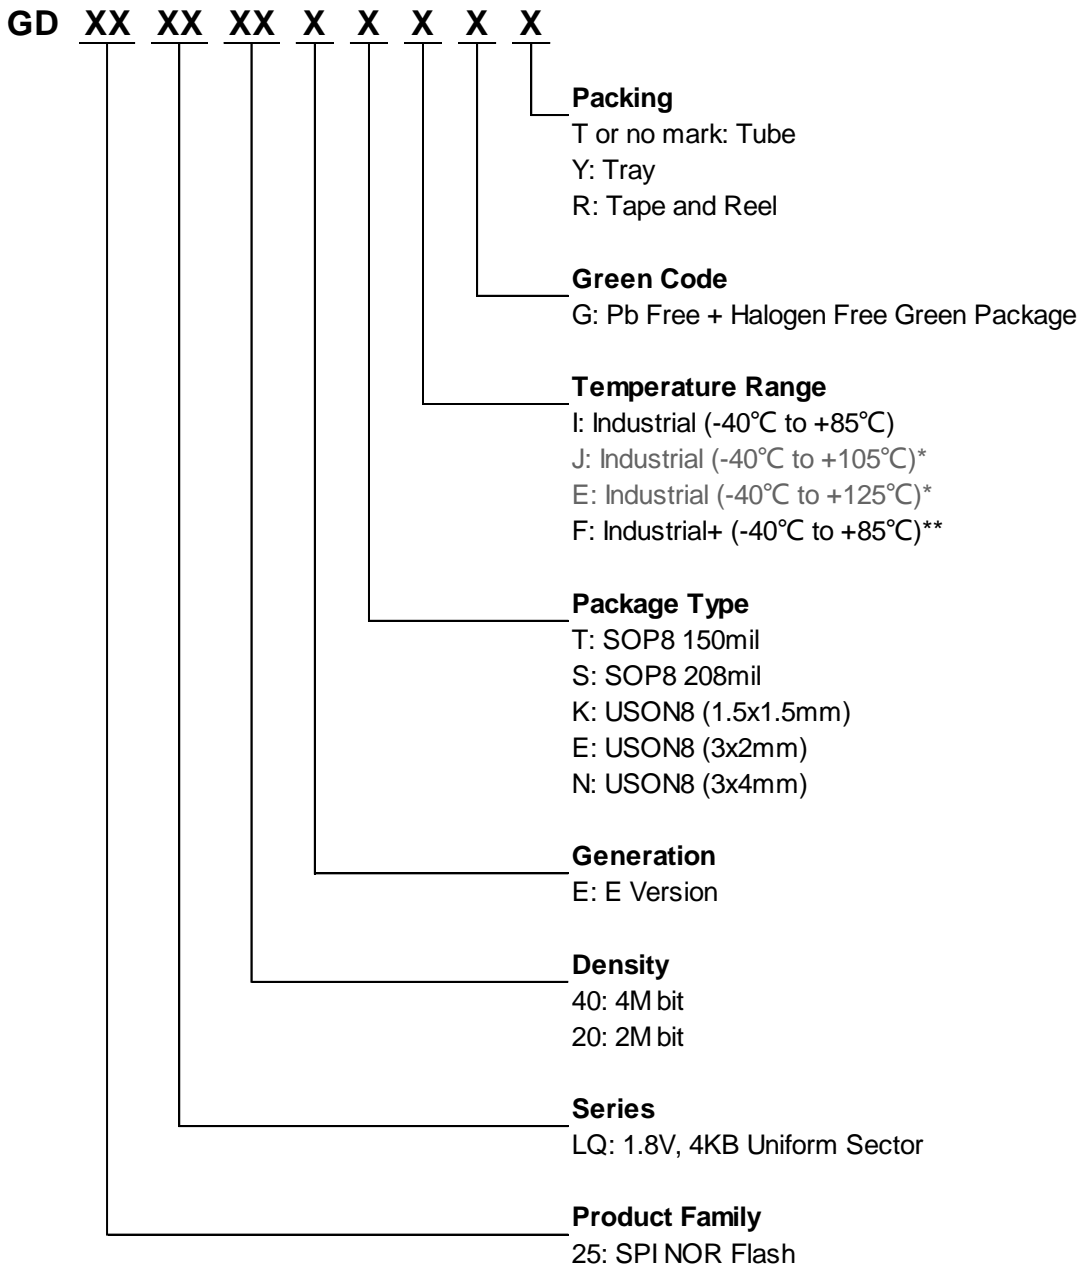 GD XX XX XX X X X X X
Packing
T or no mark: Tube
Y: Tray
R: Tape and Reel
Green Code
G: Pb Free + Halogen Free Green Package
Temperature Range
I: Industrial (-40℃ to +85℃)
J: Industrial (-40℃ to +105℃)*
E: Industrial (-40℃ to +125℃)*
F: Industrial+ (-40℃ to +85℃)**
Package Type
T: SOP8 150mil
S: SOP8 208mil
K: USON8 (1.5x1.5mm)
E: USON8 (3x2mm)
N: USON8 (3x4mm)
Generation
E: E Version
Density
40: 4M bit
20: 2M bit
Series
LQ: 1.8V, 4KB Uniform Sector
Product Family
25: SPI NOR Flash